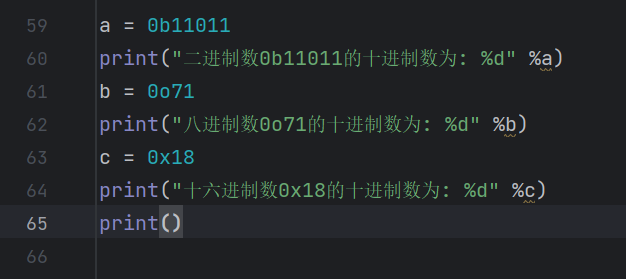 59 a = 0b11011
60 print("二进制数0b11011的十进制数为: %d" %a)
61 b = 0o71
62 print("八进制数0o71的十进制数为: %d" %b)
63 c = 0x18
64 print("十六进制数0x18的十进制数为: %d" %c)
65 print()
66